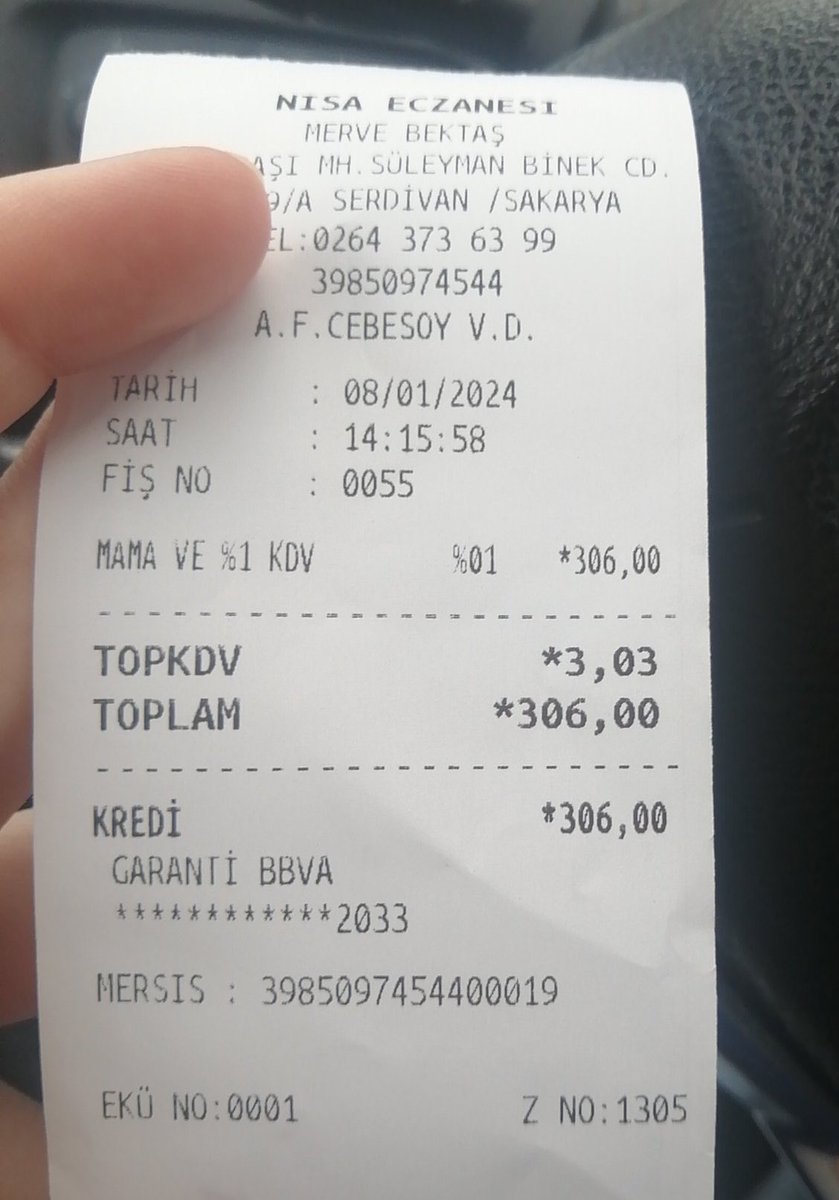 NISA ECZANESI
MERVE BEKTAŞ
MH.SÜLEYMAN BİNEK CD.
9/A SERDİVAN /SAKARYA
EL:0264 373 63 99
39850974544
A.F.CEBESOY V.D.
TARİH : 08/01/2024
SAAT : 14:15:58
FİŞ NO : 0055
MAMA VE %1 KDV %01 *306,00
TOPKDV *3,03
TOPLAM *306,00
KREDİ *306,00
GARANTİ BBVA
************2033
MERSIS : 3985097454400019
EKÜ NO:0001 Z NO:1305